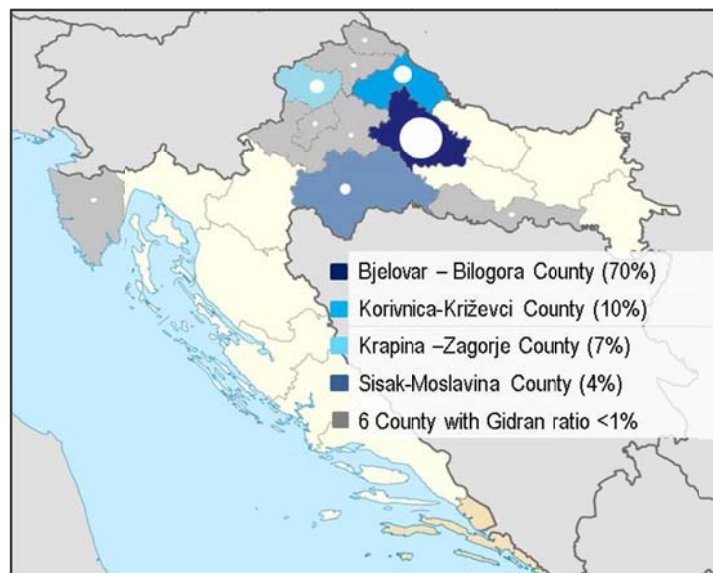 Bjelovar – Bilogora County (70%)
Korivnica-Križevci County (10%)
Krapina –Zagorje County (7%)
Sisak-Moslavina County (4%)
6 County with Gidran ratio <1%